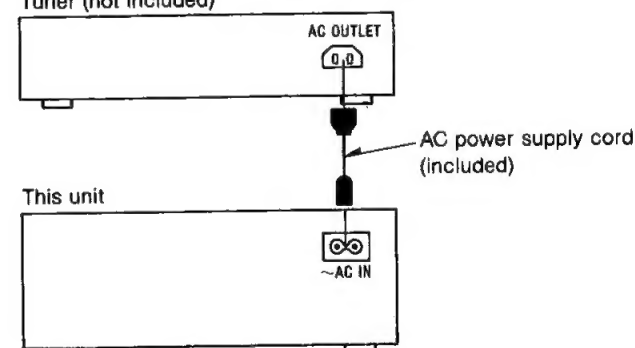 Tuner (not included)
AC OUTLET
AC power supply cord
(included)
This unit
~AC IN